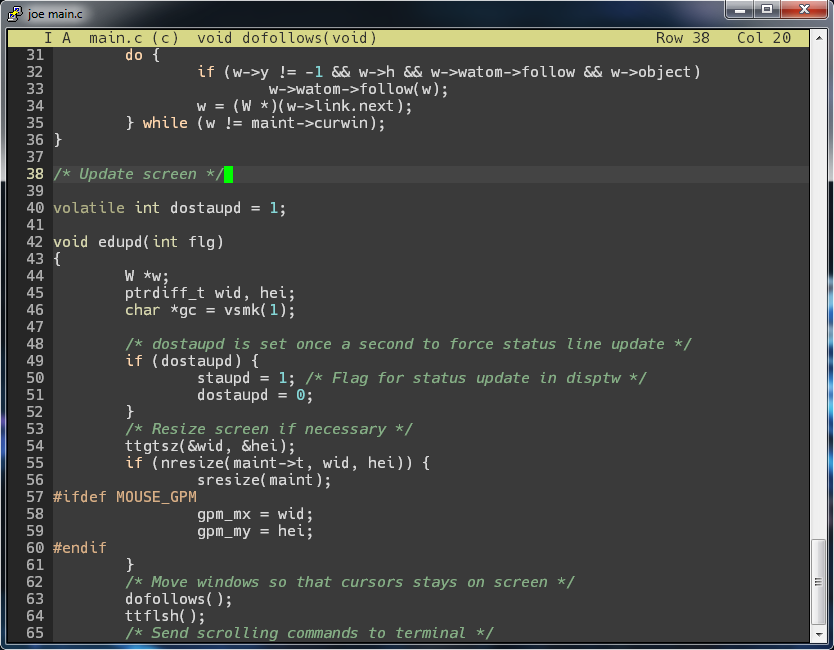 joe main.c
I A main.c (c) void dofollows(void) Row 38 Col 20
31 do {
32 if (w->y != -1 && w->h && w->watom->follow && w->object)
33 w->watom->follow(w);
34 w = (W *)(w->link.next);
35 } while (w != maint->curwin);
36 }
37
38 /* Update screen */
39
40 volatile int dostaupd = 1;
41
42 void edupd(int flg)
43 {
44 W *w;
45 ptrdiff_t wid, hei;
46 char *gc = vsmk(1);
47
48 /* dostaupd is set once a second to force status line update */
49 if (dostaupd) {
50 staupd = 1; /* Flag for status update in disptw */
51 dostaupd = 0;
52 }
53 /* Resize screen if necessary */
54 ttgtsz(&wid, &hei);
55 if (nresize(maint->t, wid, hei)) {
56 sresize(maint);
57 #ifdef MOUSE_GPM
58 gpm_mx = wid;
59 gpm_my = hei;
60 #endif
61 }
62 /* Move windows so that cursors stays on screen */
63 dofollows();
64 ttflsh();
65 /* Send scrolling commands to terminal */